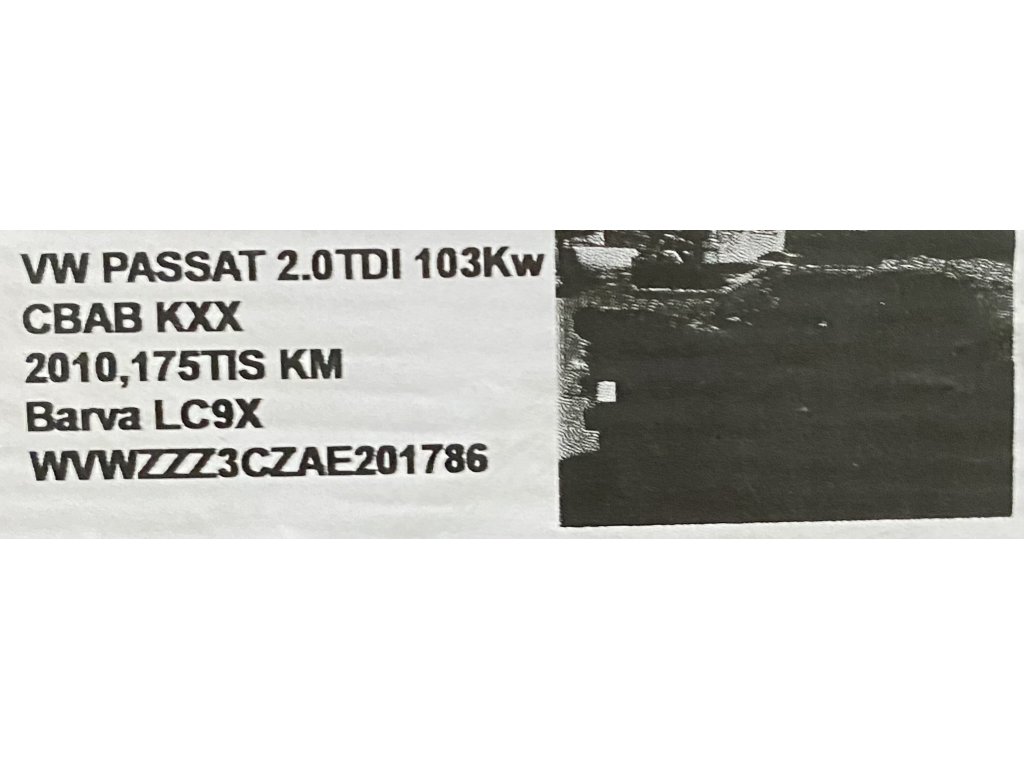 VW PASSAT 2.0TDI 103Kw
CBAB KXX
2010,175TIS KM
Barva LC9X
WVWZZZ3CZAE201786